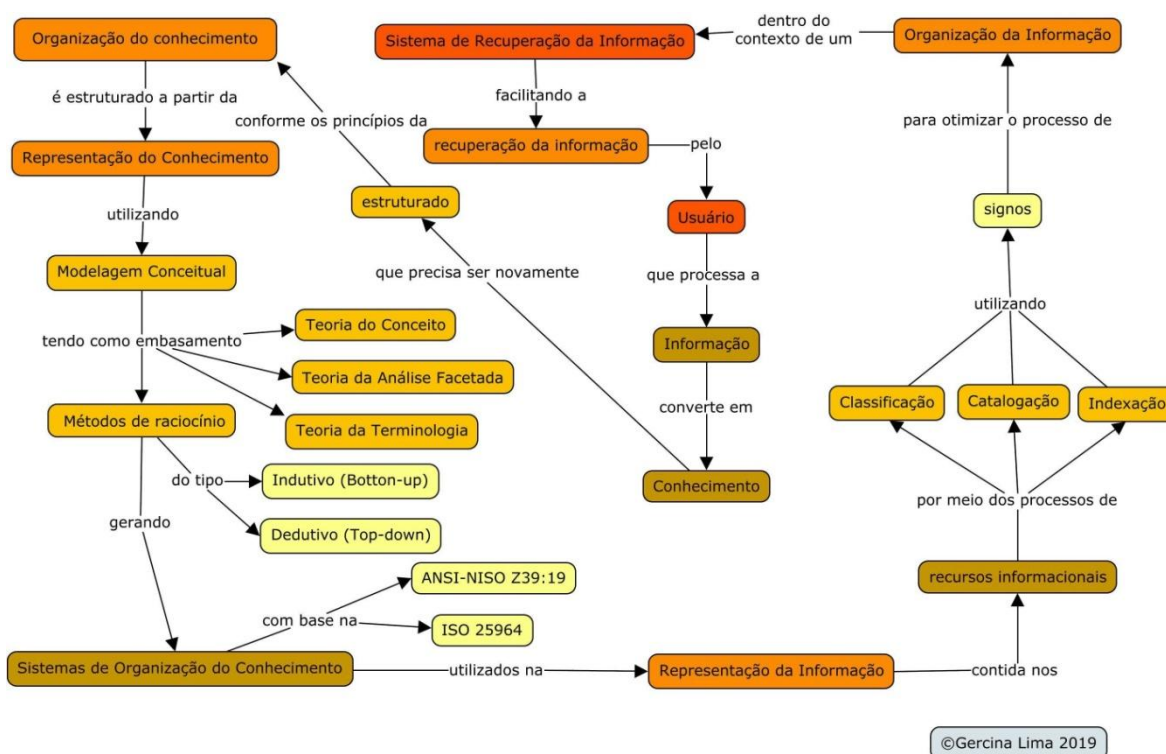 Organização do conhecimento
é estruturado a partir da
Representação do Conhecimento
utilizando
Modelagem Conceitual
tendo como embasamento
Teoria do Conceito
Teoria da Análise Facetada
Teoria da Terminologia
Métodos de raciocínio
do tipo
Indutivo (Botton-up)
Dedutivo (Top-down)
gerando
Sistemas de Organização do Conhecimento
com base na
ANSI-NISO Z39:19
ISO 25964
utilizados na
Representação da Informação
contida nos
recursos informacionais
por meio dos processos de
Classificação
Catalogação
Indexação
utilizando
signos
para otimizar o processo de
Organização da Informação
dentro do
contexto de um
Sistema de Recuperação da Informação
facilitando a
recuperação da informação
pelo
Usuário
que processa a
Informação
converte em
Conhecimento
que precisa ser novamente
estruturado
conforme os princípios da
©Gercina Lima 2019